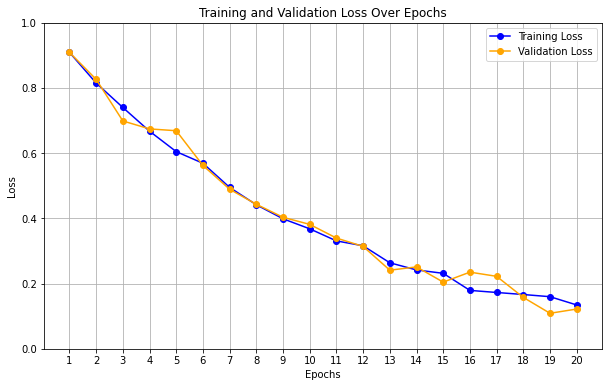 Training and Validation Loss Over Epochs
Training Loss
Validation Loss
1.0
0.8
0.6
0.4
0.2
0.0
Loss
1 2 3 4 5 6 7 8 9 10 11 12 13 14 15 16 17 18 19 20
Epochs